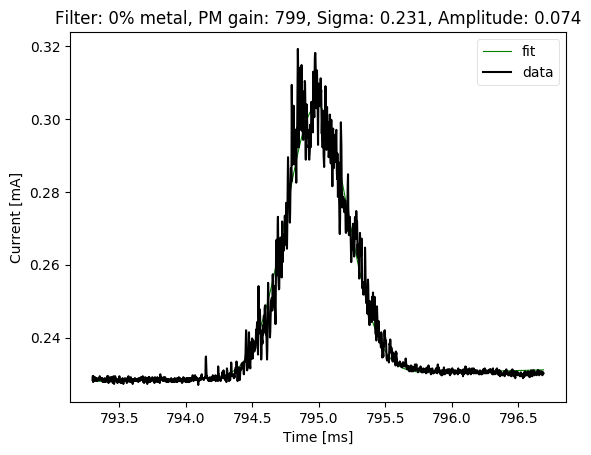 Filter: 0% metal, PM gain: 799, Sigma: 0.231, Amplitude: 0.074
fit
data
0.32
0.30
0.28
0.26
0.24
Current [mA]
793.5 794.0 794.5 795.0 795.5 796.0 796.5
Time [ms]